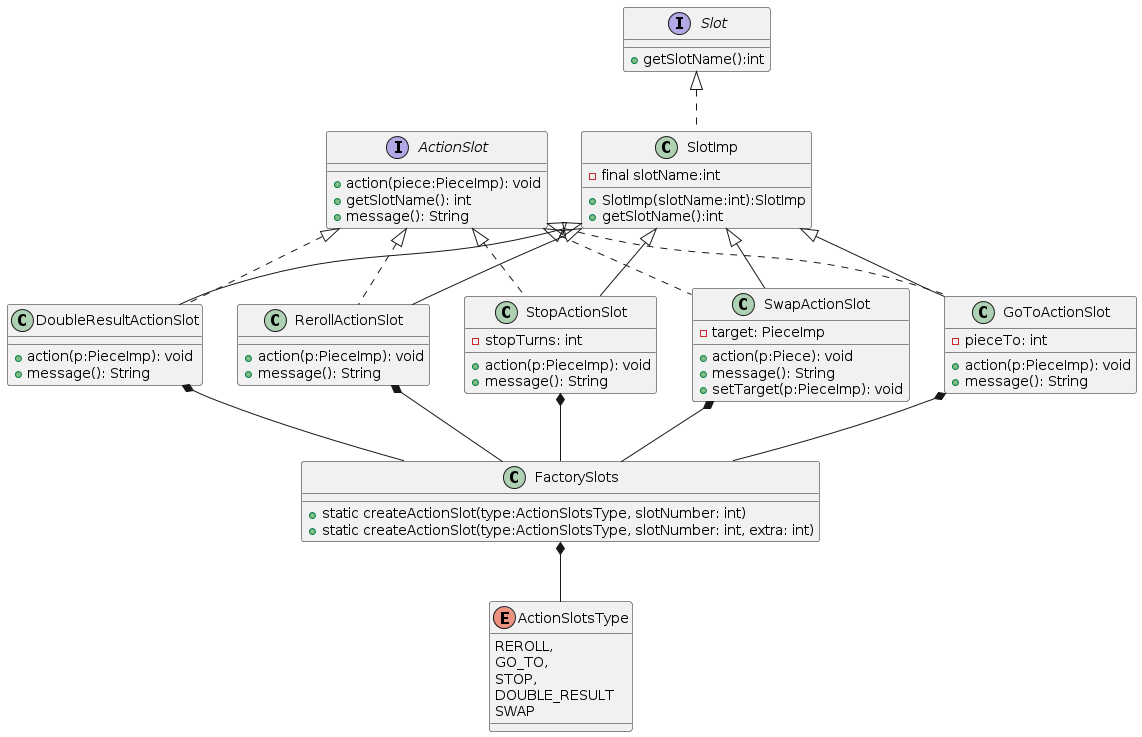 I Slot
getSlotName():int
I ActionSlot
action(piece:PieceImp): void
getSlotName(): int
message(): String
C SlotImp
final slotName:int
SlotImp(slotName:int):SlotImp
getSlotName():int
C DoubleResultActionSlot
action(p:PieceImp): void
message(): String
C RerollActionSlot
action(p:PieceImp): void
message(): String
C StopActionSlot
stopTurns: int
action(p:PieceImp): void
message(): String
C SwapActionSlot
target: PieceImp
action(p:Piece): void
message(): String
setTarget(p:PieceImp): void
C GoToActionSlot
pieceTo: int
action(p:PieceImp): void
message(): String
C FactorySlots
static createActionSlot(type:ActionSlotsType, slotNumber: int)
static createActionSlot(type:ActionSlotsType, slotNumber: int, extra: int)
E ActionSlotsType
REROLL,
GO_TO,
STOP,
DOUBLE_RESULT
SWAP